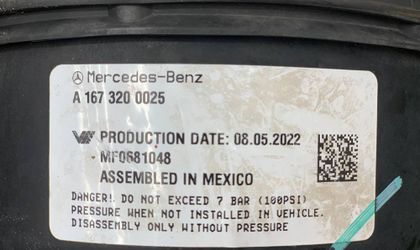 Mercedes-Benz
A 167 320 0025
PRODUCTION DATE: 08.05.2022
MF0681048
ASSEMBLED IN MEXICO
DANGER!. DO NOT EXCEED 7 BAR (100PSI)
PRESSURE WHEN NOT INSTALLED IN VEHICLE.
DISASSEMBLY ONLY WITHOUT PRESSURE